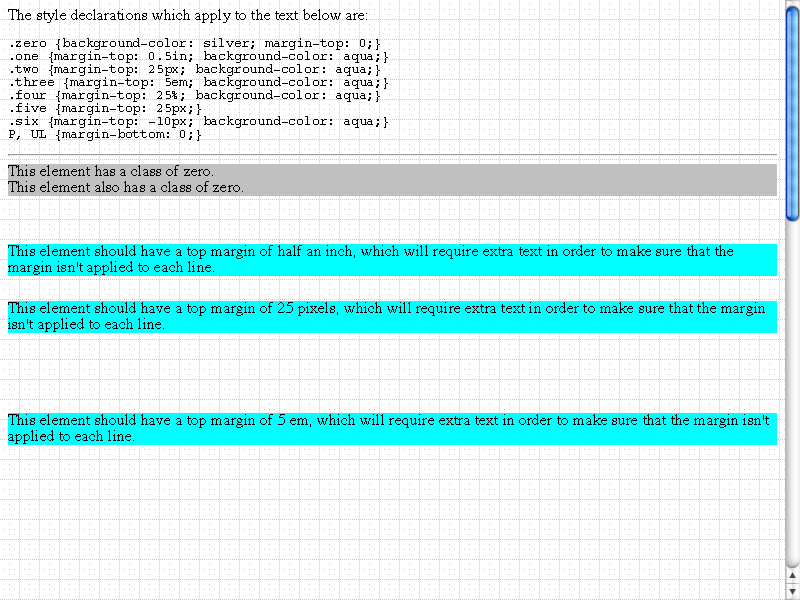 The style declarations which apply to the text below are:
.zero {background-color: silver; margin-top: 0;}
.one {margin-top: 0.5in; background-color: aqua;}
.two {margin-top: 25px; background-color: aqua;}
.three {margin-top: 5em; background-color: aqua;}
.four {margin-top: 25%; background-color: aqua;}
.five {margin-top: 25px;}
.six {margin-top: -10px; background-color: aqua;}
P, UL {margin-bottom: 0;}
This element has a class of zero.
This element also has a class of zero.
This element should have a top margin of half an inch, which will require extra text in order to make sure that the
margin isn't applied to each line.
This element should have a top margin of 25 pixels, which will require extra text in order to make sure that the margin
isn't applied to each line.
This element should have a top margin of 5 em, which will require extra text in order to make sure that the margin isn't
applied to each line.